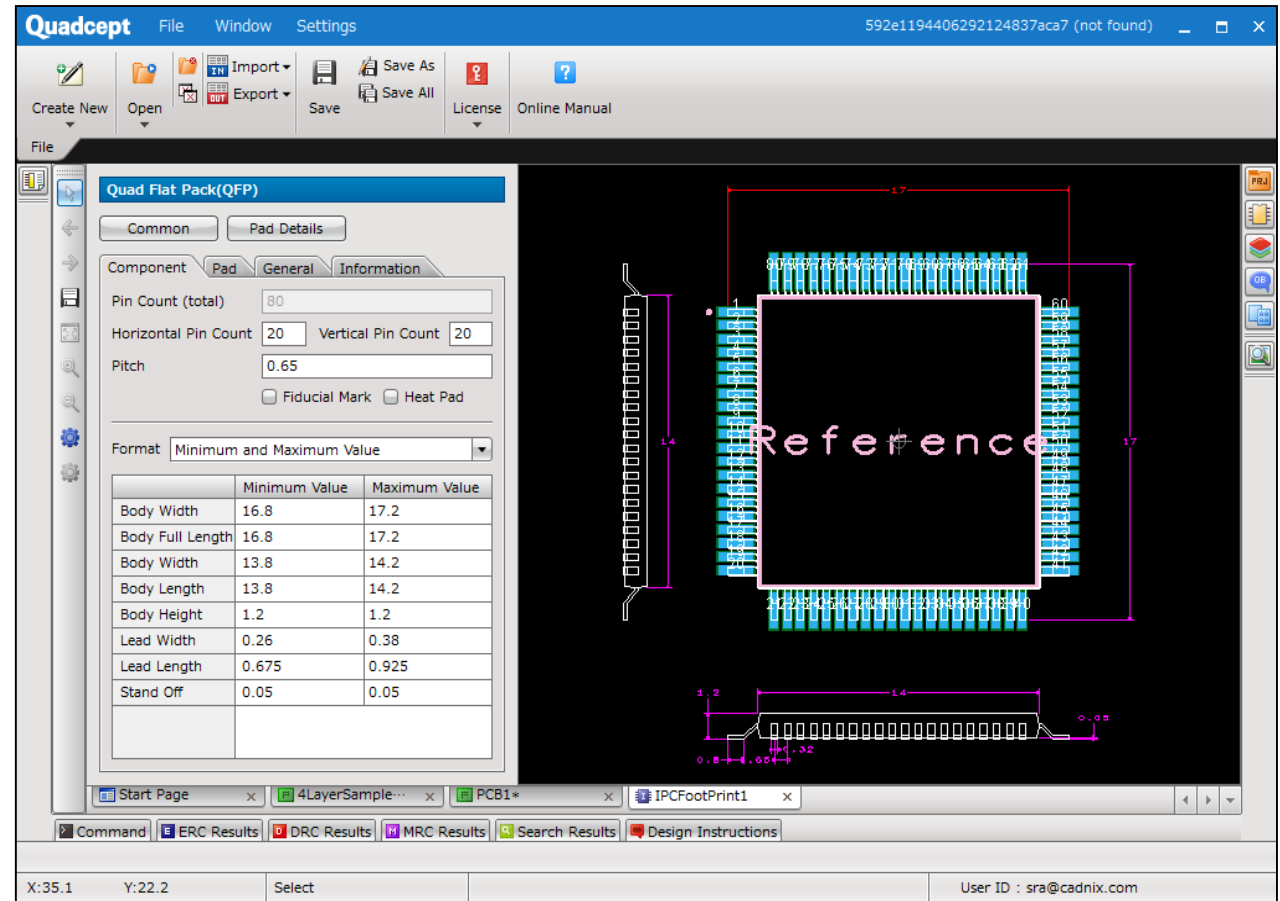 Quadcept File Window Settings 592e1194406292124837aca7 (not found)
Create New Open Import Export Save Save As Save All License Online Manual
File
Quad Flat Pack(QFP)
Common Pad Details
Component Pad General Information
Pin Count (total) 80
Horizontal Pin Count 20 Vertical Pin Count 20
Pitch 0.65
Fiducial Mark Heat Pad
Format Minimum and Maximum Value
Minimum Value Maximum Value
Body Width 16.8 17.2
Body Full Length 16.8 17.2
Body Width 13.8 14.2
Body Length 13.8 14.2
Body Height 1.2 1.2
Lead Width 0.26 0.38
Lead Length 0.675 0.925
Stand Off 0.05 0.05
17
1 60
14 Reference 17
1.2 14 0.05
PRJ
OB
Start Page 4LayerSample··· PCB1* IPCFootPrint1
Command ERC Results DRC Results MRC Results Search Results Design Instructions
X:35.1 Y:22.2 Select User ID : sra@cadnix.com